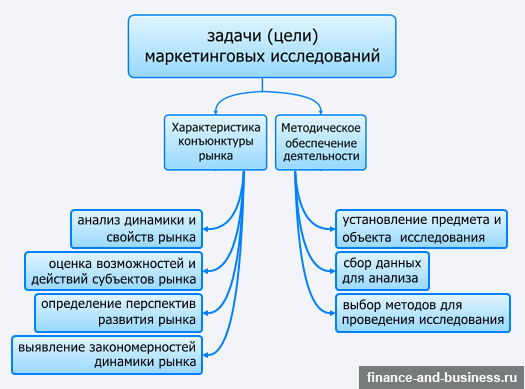 задачи (цели)
маркетинговых исследований
Характеристика
конъюнктуры
рынка
Методическое
обеспечение
деятельности
анализ динамики и
свойств рынка
оценка возможностей и
действий субъектов рынка
определение перспектив
развития рынка
выявление закономерностей
динамики рынка
установление предмета и
объекта исследования
сбор данных
для анализа
выбор методов для
проведения исследования
finance-and-business.ru